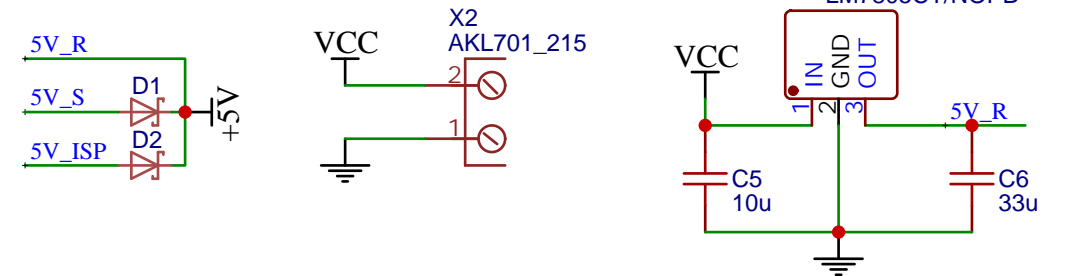 5V_R
5V_S
5V_ISP
D1
D2
+5V
VCC
X2
AKL701_215
2
1
VCC
IN
GND
OUT
1
2
3
5V_R
C5
10u
C6
33u